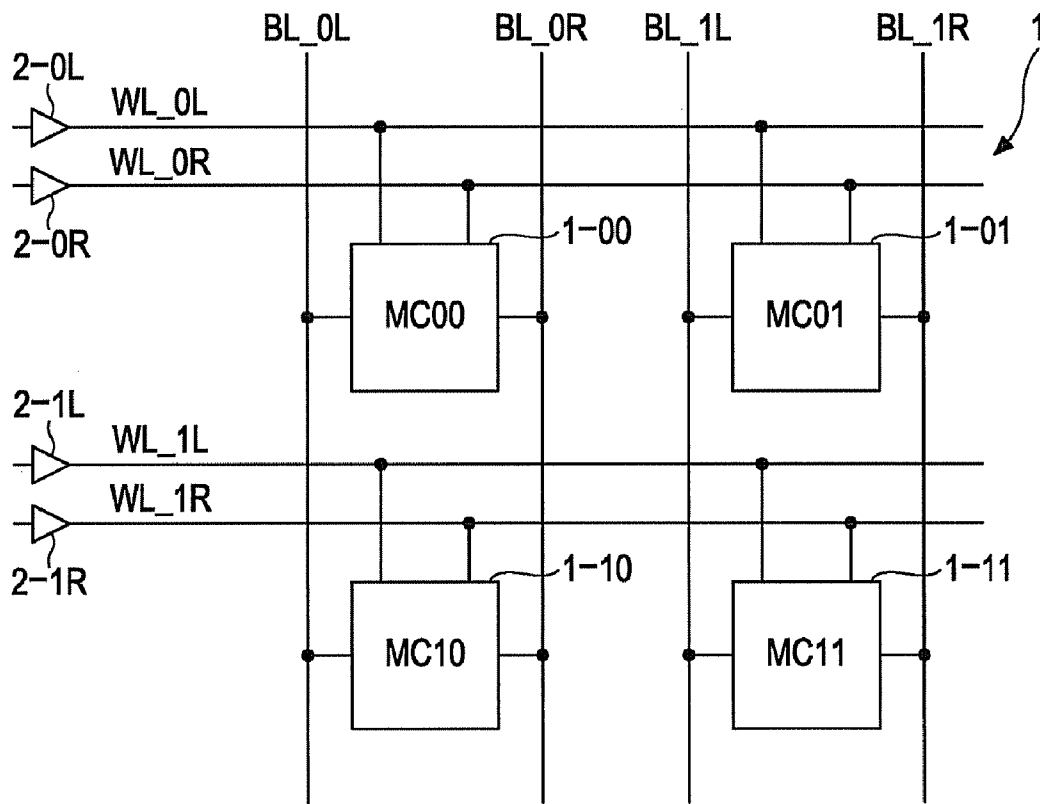 BL_0L BL_0R BL_1L BL_1R 1
2-0L
WL_0L
WL_0R
2-0R
1-00 1-01
MC00 MC01
2-1L
WL_1L
WL_1R
2-1R
1-10 1-11
MC10 MC11